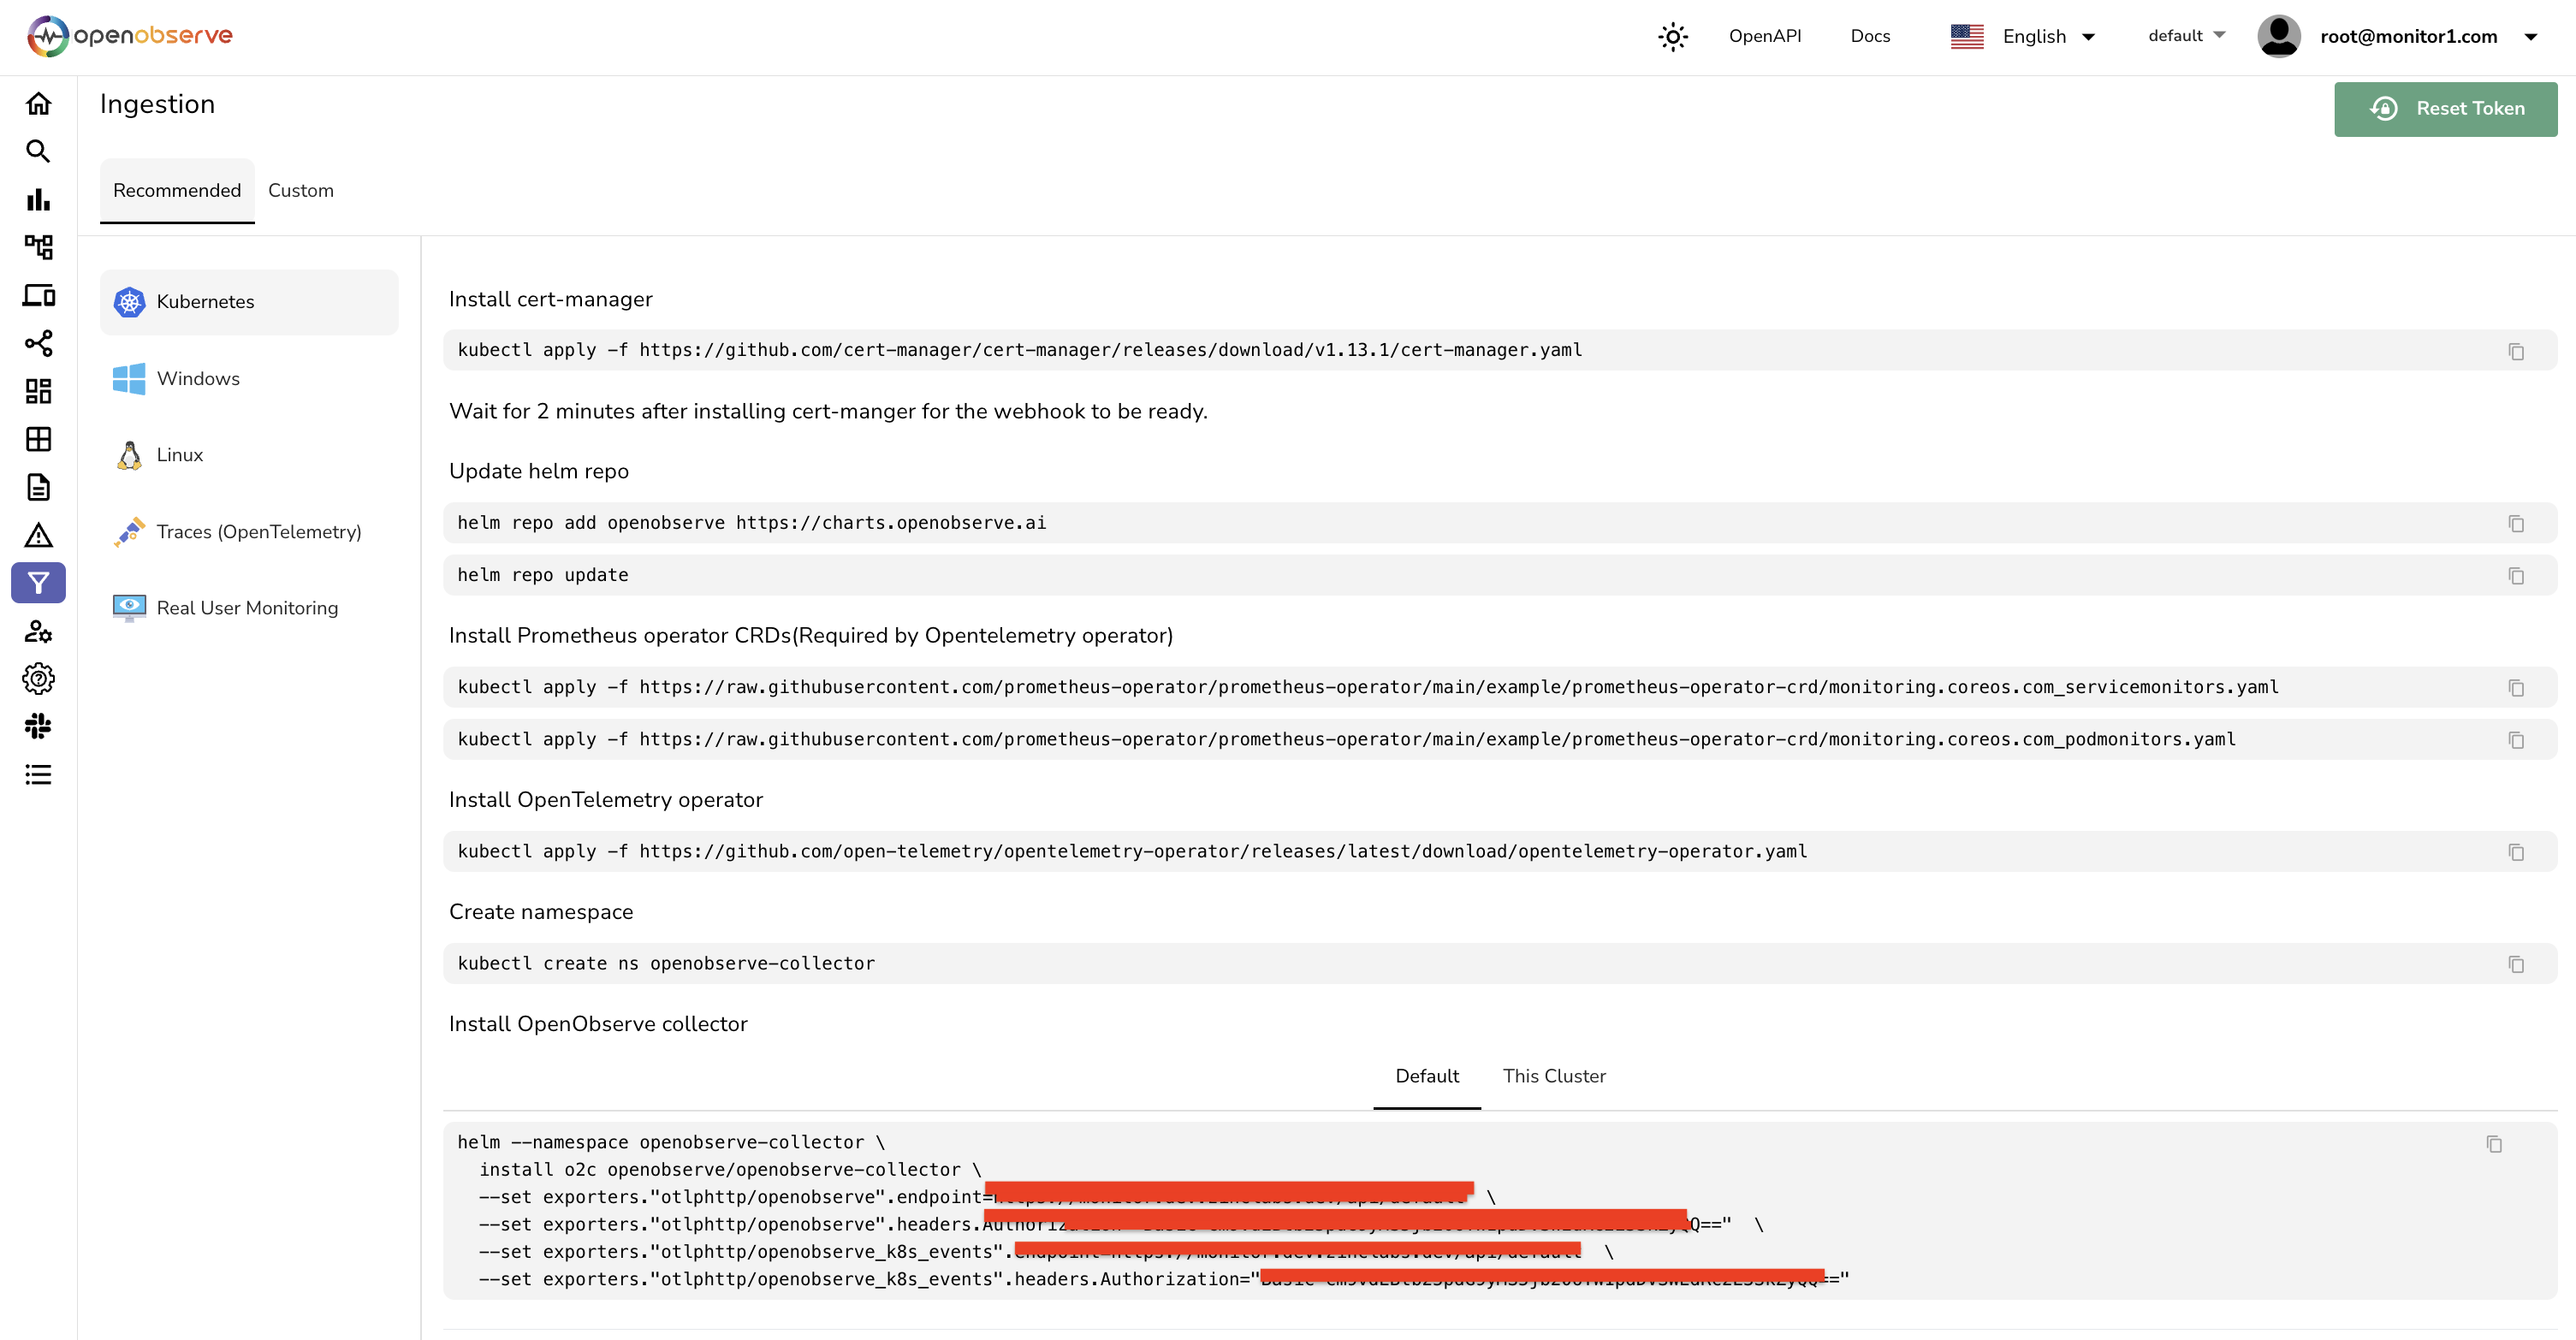 openobserve
OpenAPI
Docs
English
default
root@monitor1.com
Ingestion
Reset Token
Recommended
Custom
Kubernetes
Windows
Linux
Traces (OpenTelemetry)
Real User Monitoring
Install cert-manager
kubectl apply -f https://github.com/cert-manager/cert-manager/releases/download/v1.13.1/cert-manager.yaml
Wait for 2 minutes after installing cert-manger for the webhook to be ready.
Update helm repo
helm repo add openobserve https://charts.openobserve.ai
helm repo update
Install Prometheus operator CRDs(Required by Opentelemetry operator)
kubectl apply -f https://raw.githubusercontent.com/prometheus-operator/prometheus-operator/main/example/prometheus-operator-crd/monitoring.coreos.com_servicemonitors.yaml
kubectl apply -f https://raw.githubusercontent.com/prometheus-operator/prometheus-operator/main/example/prometheus-operator-crd/monitoring.coreos.com_podmonitors.yaml
Install OpenTelemetry operator
kubectl apply -f https://github.com/open-telemetry/opentelemetry-operator/releases/latest/download/opentelemetry-operator.yaml
Create namespace
kubectl create ns openobserve-collector
Install OpenObserve collector
Default
This Cluster
helm --namespace openobserve-collector \
install o2c openobserve/openobserve-collector \
--set exporters."otlphttp/openobserve".endpoint= \
--set exporters."otlphttp/openobserve".headers. \
--set exporters."otlphttp/openobserve_k8s_events". \
--set exporters."otlphttp/openobserve_k8s_events".headers.Authorization="